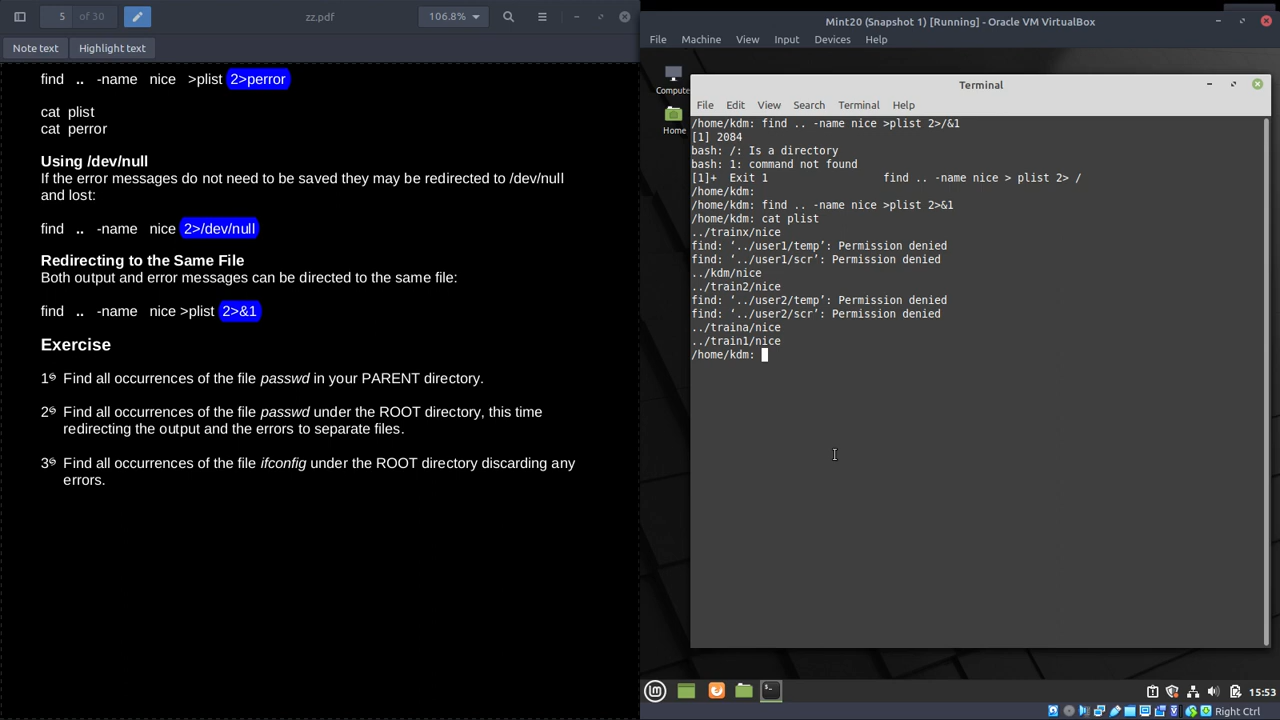 5 of 30
zz.pdf
106.8%
Note text Highlight text
find .. -name nice >plist 2>perror
cat plist
cat perror
Using /dev/null
If the error messages do not need to be saved they may be redirected to /dev/null
and lost:
find .. -name nice 2>/dev/null
Redirecting to the Same File
Both output and error messages can be directed to the same file:
find .. -name nice >plist 2>&1
Exercise
1 Find all occurrences of the file passwd in your PARENT directory.
2 Find all occurrences of the file passwd under the ROOT directory, this time
redirecting the output and the errors to separate files.
3 Find all occurrences of the file ifconfig under the ROOT directory discarding any
errors.
Mint20 (Snapshot 1) [Running] - Oracle VM VirtualBox
File Machine View Input Devices Help
Compute
Home
Terminal
File Edit View Search Terminal Help
/home/kdm: find .. -name nice >plist 2>/&1
[1] 2084
bash: /: Is a directory
bash: 1: command not found
[1]+ Exit 1 find .. -name nice > plist 2> /
/home/kdm:
/home/kdm: find .. -name nice >plist 2>&1
/home/kdm: cat plist
../trainx/nice
find: ‘../user1/temp’: Permission denied
find: ‘../user1/scr’: Permission denied
../kdm/nice
../train2/nice
find: ‘../user2/temp’: Permission denied
find: ‘../user2/scr’: Permission denied
../traina/nice
../train1/nice
/home/kdm:
15:53
Right Ctrl